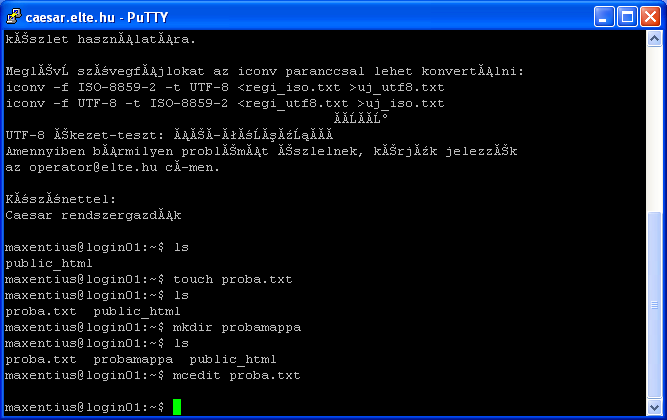 caesar.elte.hu - PuTTY
kĂŠszlet hasznĂĄlatĂĄra.
MeglĂŠvĹ szĂśvegfĂĄjlokat az iconv paranccsal lehet konvertĂĄlni:
iconv -f ISO-8859-2 -t UTF-8 <regi_iso.txt >uj_utf8.txt
iconv -f UTF-8 -t ISO-8859-2 <regi_utf8.txt >uj_iso.txt
UTF-8 ĂŠkezet-teszt:
Amennyiben bĂĄrmilyen problĂŠmĂĄt ĂŠszlelnek, kĂŠrjĂźk jelezzĂŠk
az operator@elte.hu cĂ­men.
KĂśszĂśnettel:
Caesar rendszergazdĂĄk
maxentius@login01:~$ ls
public_html
maxentius@login01:~$ touch proba.txt
maxentius@login01:~$ ls
proba.txt  public_html
maxentius@login01:~$ mkdir probamappa
maxentius@login01:~$ ls
proba.txt  probamappa  public_html
maxentius@login01:~$ mcedit proba.txt
maxentius@login01:~$